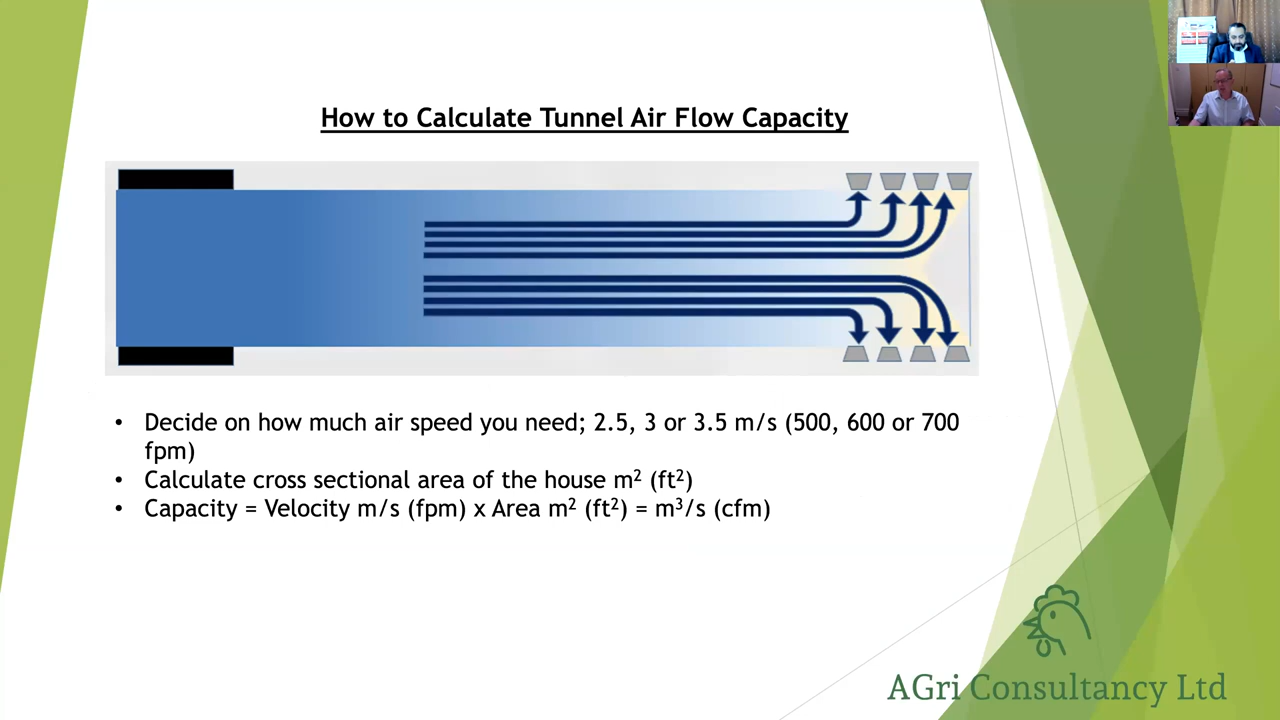 How to Calculate Tunnel Air Flow Capacity
• Decide on how much air speed you need; 2.5, 3 or 3.5 m/s (500, 600 or 700
fpm)
• Calculate cross sectional area of the house m² (ft²)
• Capacity = Velocity m/s (fpm) x Area m² (ft²) = m³/s (cfm)
AGri Consultancy Ltd